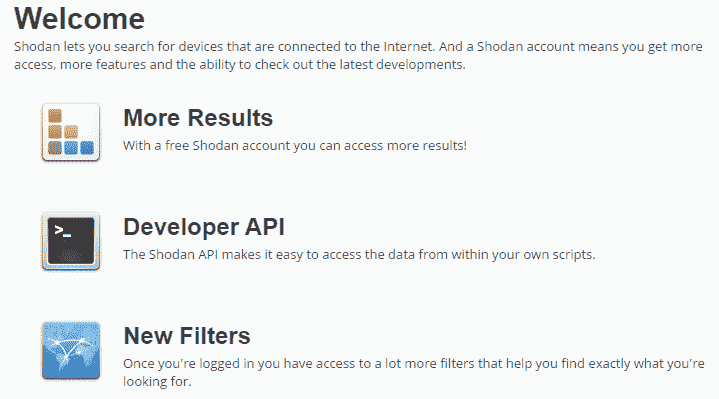 Welcome
Shodan lets you search for devices that are connected to the Internet. And a Shodan account means you get more
access, more features and the ability to check out the latest developments.
More Results
With a free Shodan account you can access more results!
>_
Developer API
The Shodan API makes it easy to access the data from within your own scripts.
New Filters
Once you're logged in you have access to a lot more filters that help you find exactly what you're
looking for.